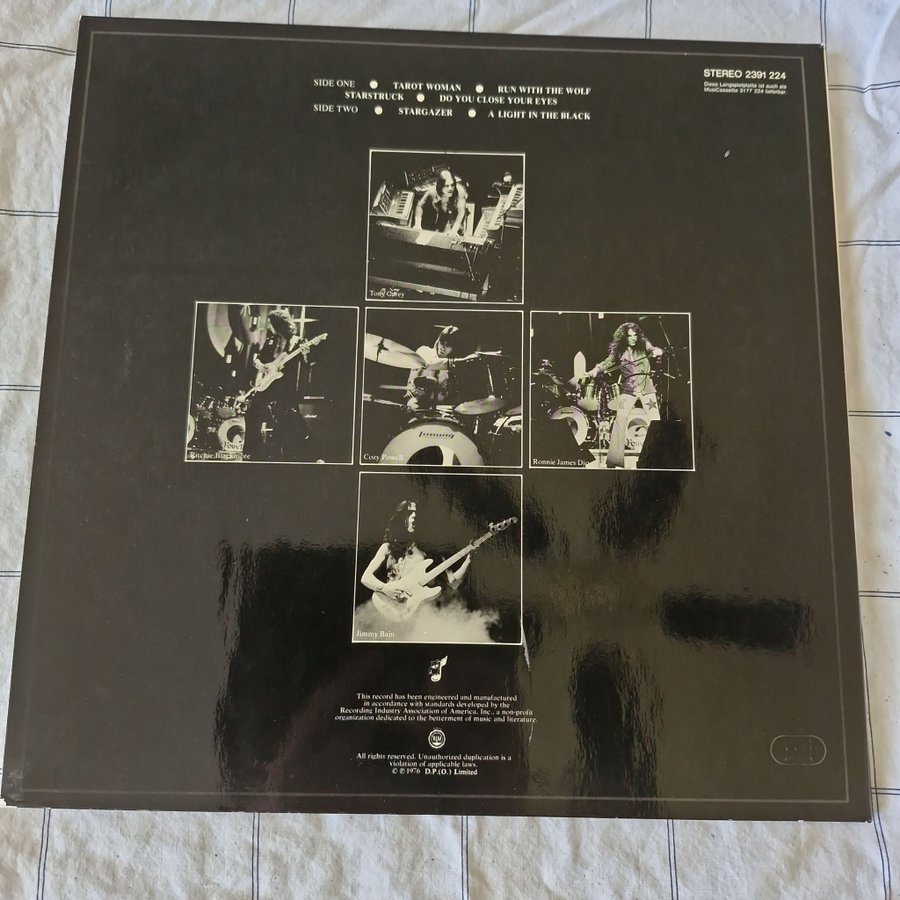 STEREO 2391 224
Diese Langspielplatte ist auch als
MusiCassette 3177 224 lieferbar.
SIDE ONE ● TAROT WOMAN ● RUN WITH THE WOLF
STARSTRUCK ● DO YOU CLOSE YOUR EYES
SIDE TWO ● STARGAZER ● A LIGHT IN THE BLACK
Tony Carey
Ritchie Blackmore
LUDWIG
Cozy Powell
Ronnie James Dio
Jimmy Bain
This record has been engineered and manufactured
in accordance with standards developed by the
Recording Industry Association of America, Inc., a non-profit
organization dedicated to the betterment of music and literature.
All rights reserved. Unauthorized duplication is a
violation of applicable laws.
© ℗ 1976 D.P.(O.) Limited